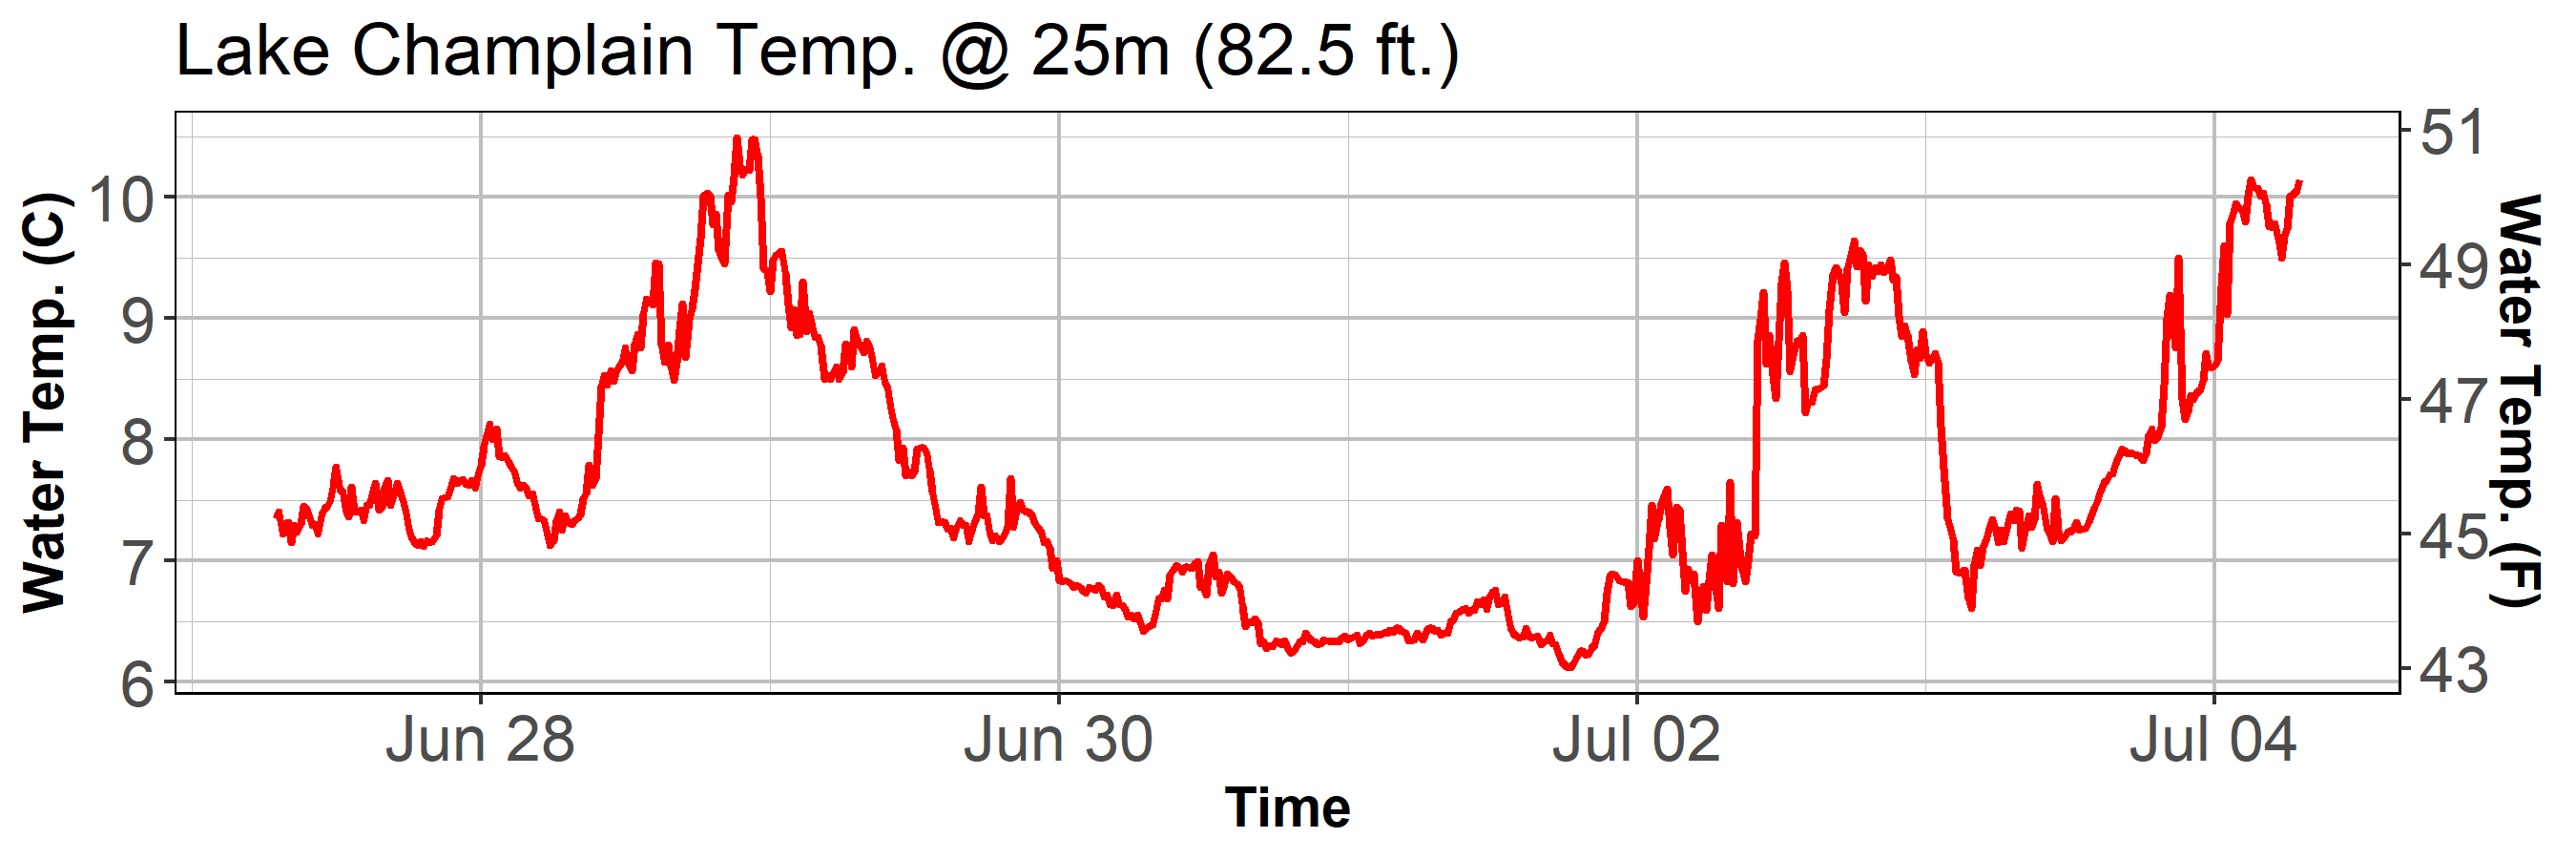 Lake Champlain Temp. @ 25m (82.5 ft.)
Water Temp. (C)
10
9
8
7
6
51
49
47
45
43
Water Temp. (F)
Jun 28
Jun 30
Jul 02
Jul 04
Time